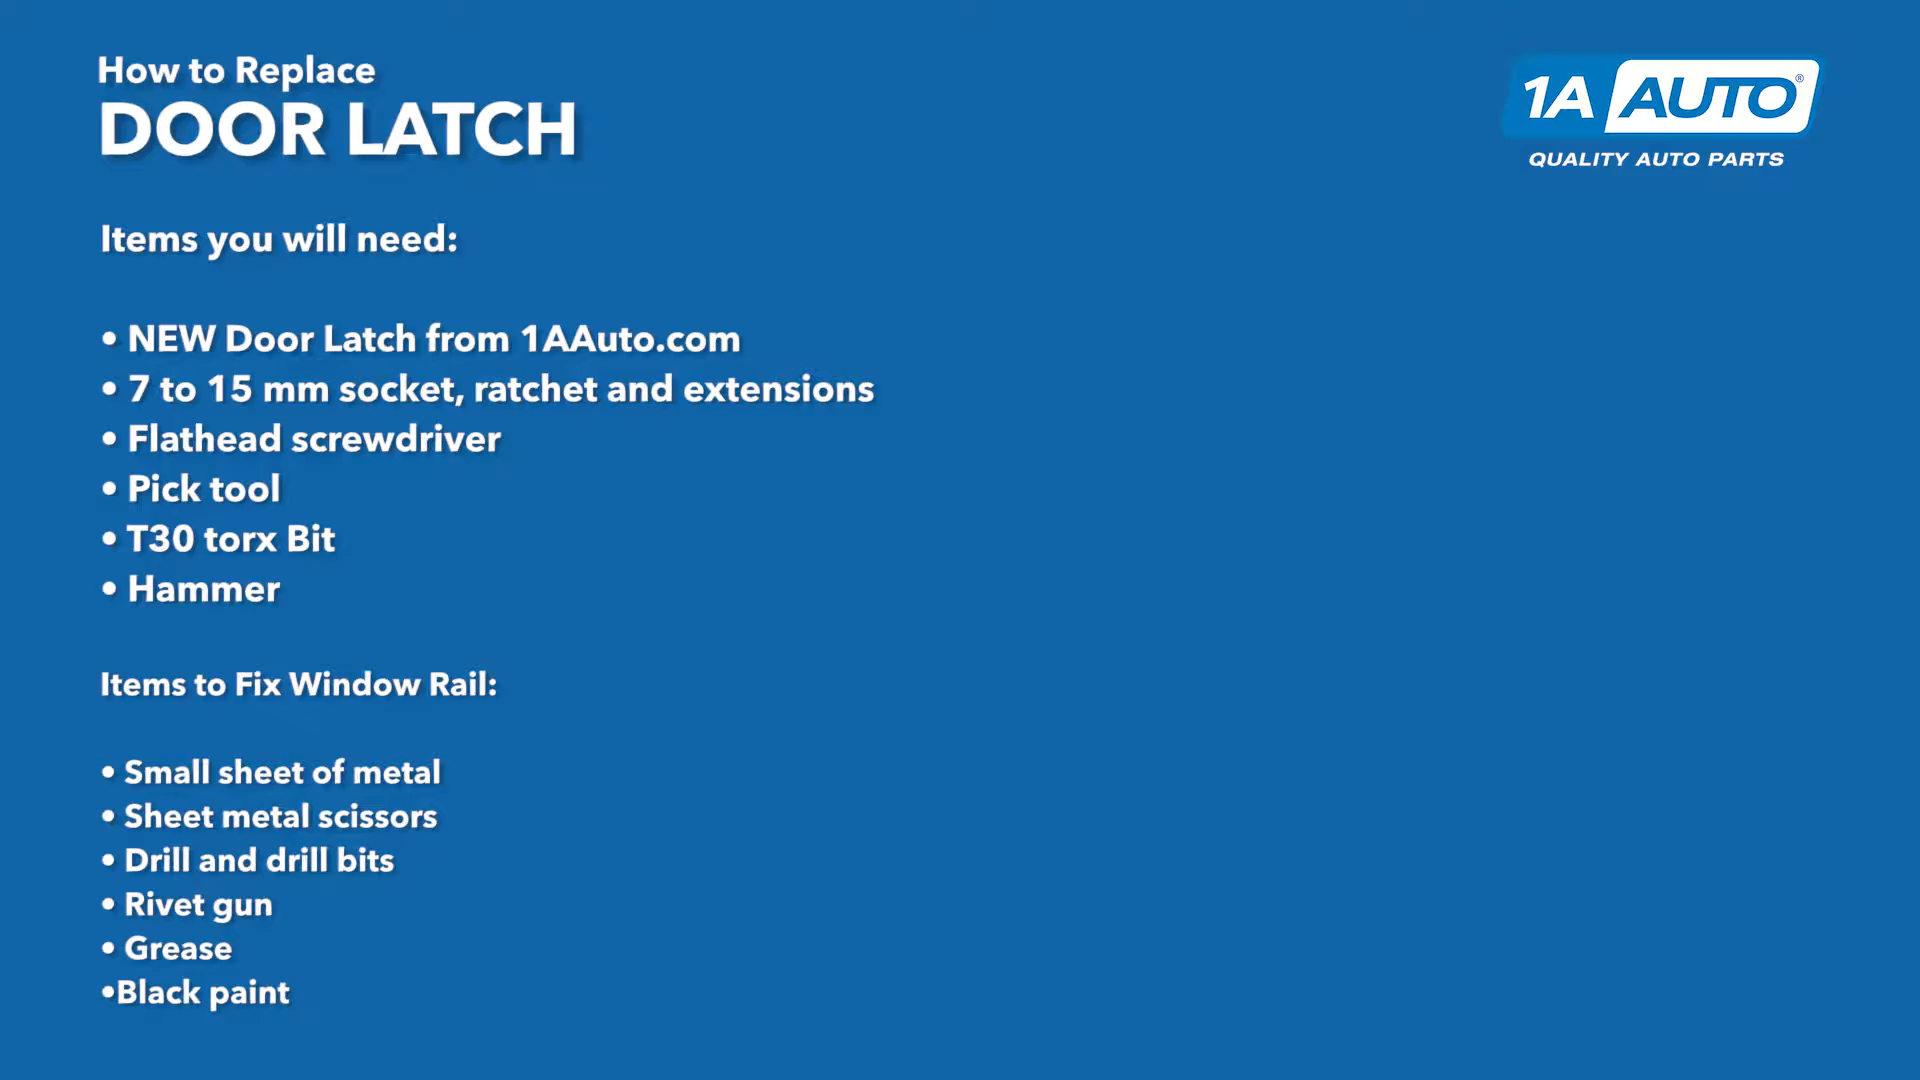 How to Replace
DOOR LATCH
1A AUTO®
QUALITY AUTO PARTS
Items you will need:
• NEW Door Latch from 1AAuto.com
• 7 to 15 mm socket, ratchet and extensions
• Flathead screwdriver
• Pick tool
• T30 torx Bit
• Hammer
Items to Fix Window Rail:
• Small sheet of metal
• Sheet metal scissors
• Drill and drill bits
• Rivet gun
• Grease
•Black paint